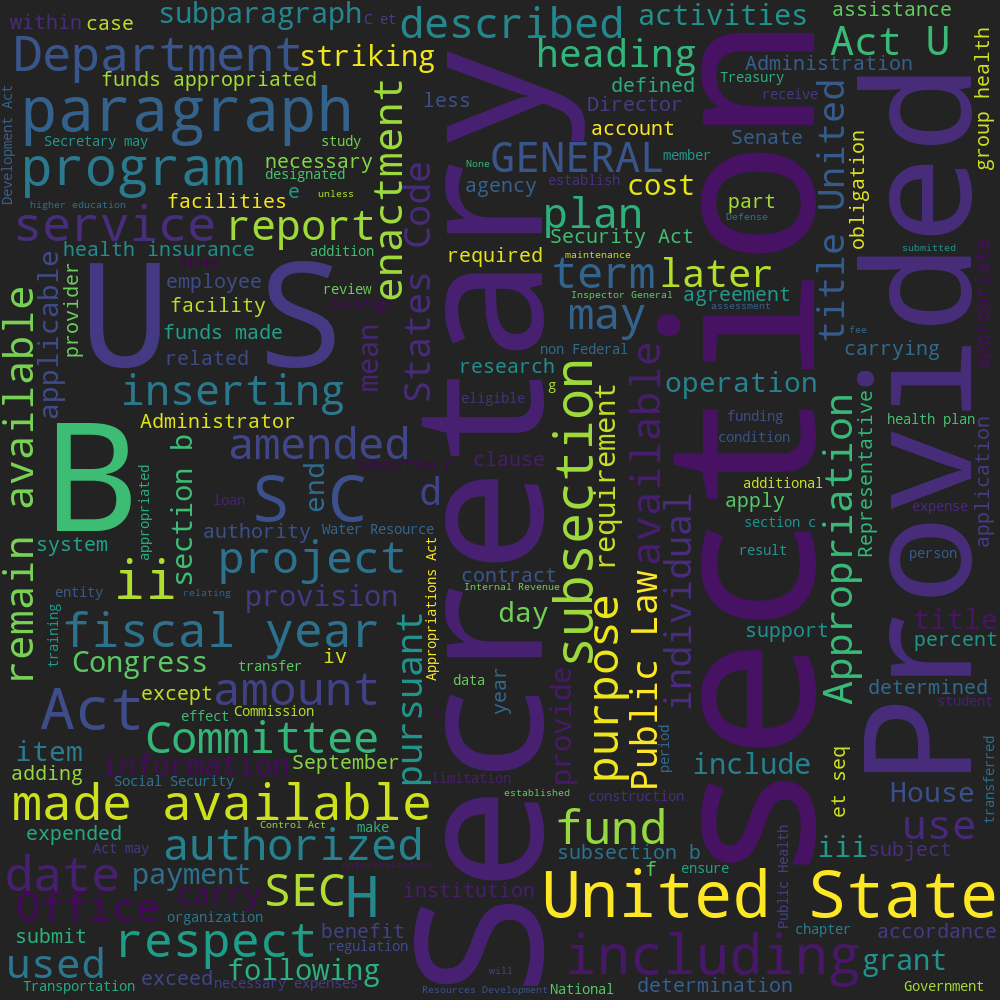 within case
subparagraph
C et
described
activities
assistance
Department
striking
heading
Administration
Act U
funds appropriated
enactment
less
defined
Treasury
receive
group health
Development Act
paragraph
Director
account
Senate
title United
Provided
Secretary may
study
program
necessary
designated
None
GENERAL
member
agency
establish
cost
section
obligation
higher education
e
unless
facilities
States Code
secretary
plan
part
Defense
service
report
Security Act
health insurance
addition
required
maintenance
term
later
submitted
applicable
provider
U S
employee
review
Inspector General
agreement
assessment
facility
may
funds made
mean
non Federal
fee
related
research
carrying
remain available
inserting
eligible
g
operation
Administrator
subsection
requirement
available
funding
health plan
B
amended
clause
condition
Appropriation
Representative
application
section b
S C
d
end
additional
loan
apply
expense
appropriated
authority
Water Resource
individual
section c
system
project
result
person
ii
contract
entity
relating
provision
Internal Revenue
Appropriations Act
day
purpose
Public Law
title
training
fiscal year
pursuant
support
percent
Congress
transfer
iv
data
year
provide
determined
Act
except
amount
student
effect
Commission
period
transferred
item
Committee
information
September
include
et seq
adding
Social Security
limitation
House
made available
established
construction
expended
Control Act
make
fund
use
Act may
authorized
subsection b
iii
subject
date
payment
f
ensure
Public Health
carry
SEC
H
institution
United State
Office
organization
submit
respect
benefit
regulation
chapter
accordance
used
exceed
following
will
including
grant
Transportation
necessary expenses
Resources Development
National
determination
Government